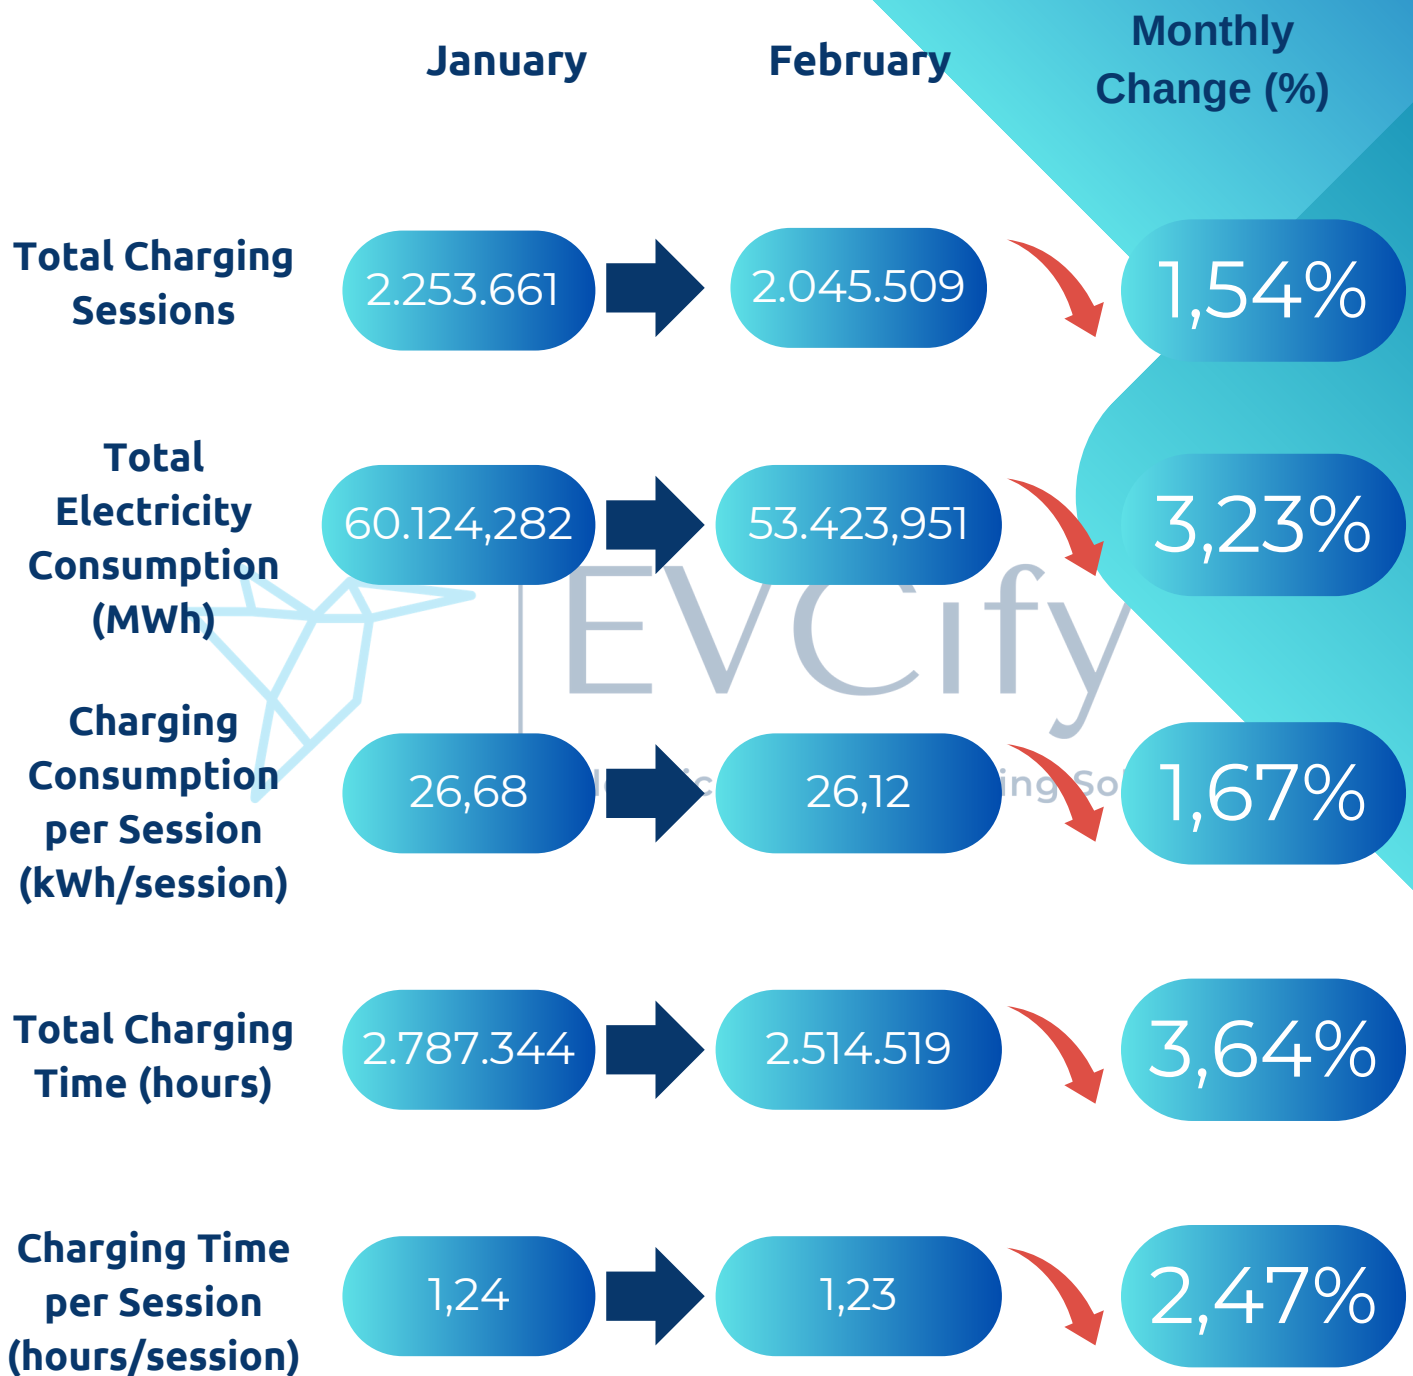 January
February
Monthly
Change (%)
Total Charging
Sessions
2.253.661
2.045.509
1,54%
Total
Electricity
Consumption
(MWh)
60.124,282
53.423,951
3,23%
EVCify
Charging
Consumption
per Session
(kWh/session)
26,68
26,12
ing So
1,67%
Total Charging
Time (hours)
2.787.344
2.514.519
3,64%
Charging Time
per Session
(hours/session)
1,24
1,23
2,47%